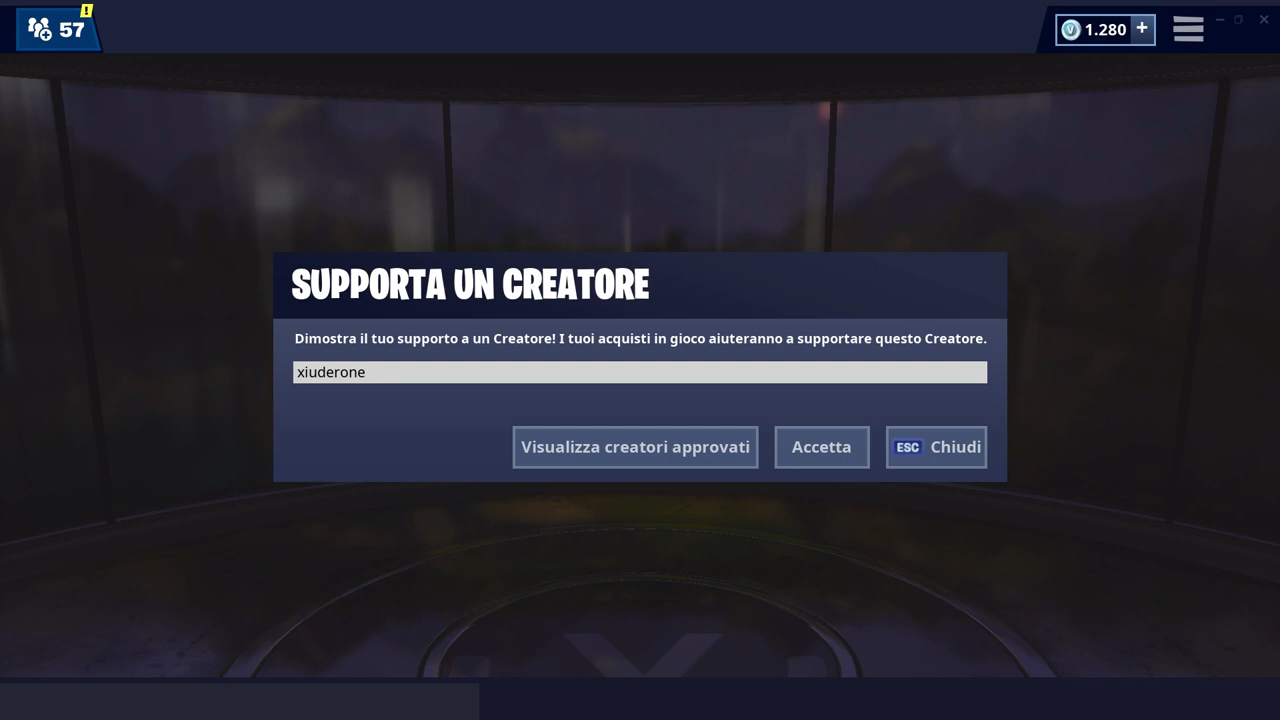 57
!
1.280 +
SUPPORTA UN CREATORE
Dimostra il tuo supporto a un Creatore! I tuoi acquisti in gioco aiuteranno a supportare questo Creatore.
xiuderone
Visualizza creatori approvati
Accetta
ESC Chiudi